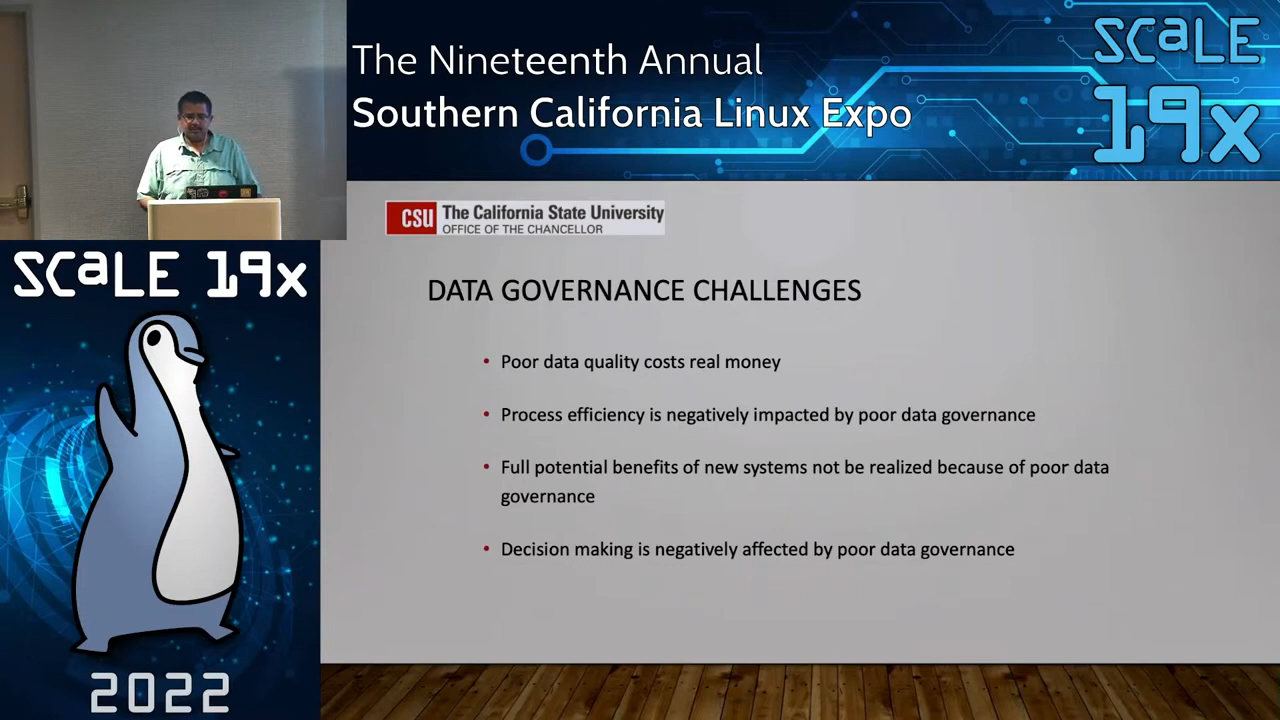 The Nineteenth Annual
Southern California Linux Expo
SCaLE
19x
CSU The California State University
OFFICE OF THE CHANCELLOR
SCaLE 19x
DATA GOVERNANCE CHALLENGES
• Poor data quality costs real money
• Process efficiency is negatively impacted by poor data governance
• Full potential benefits of new systems not be realized because of poor data
governance
• Decision making is negatively affected by poor data governance
2022